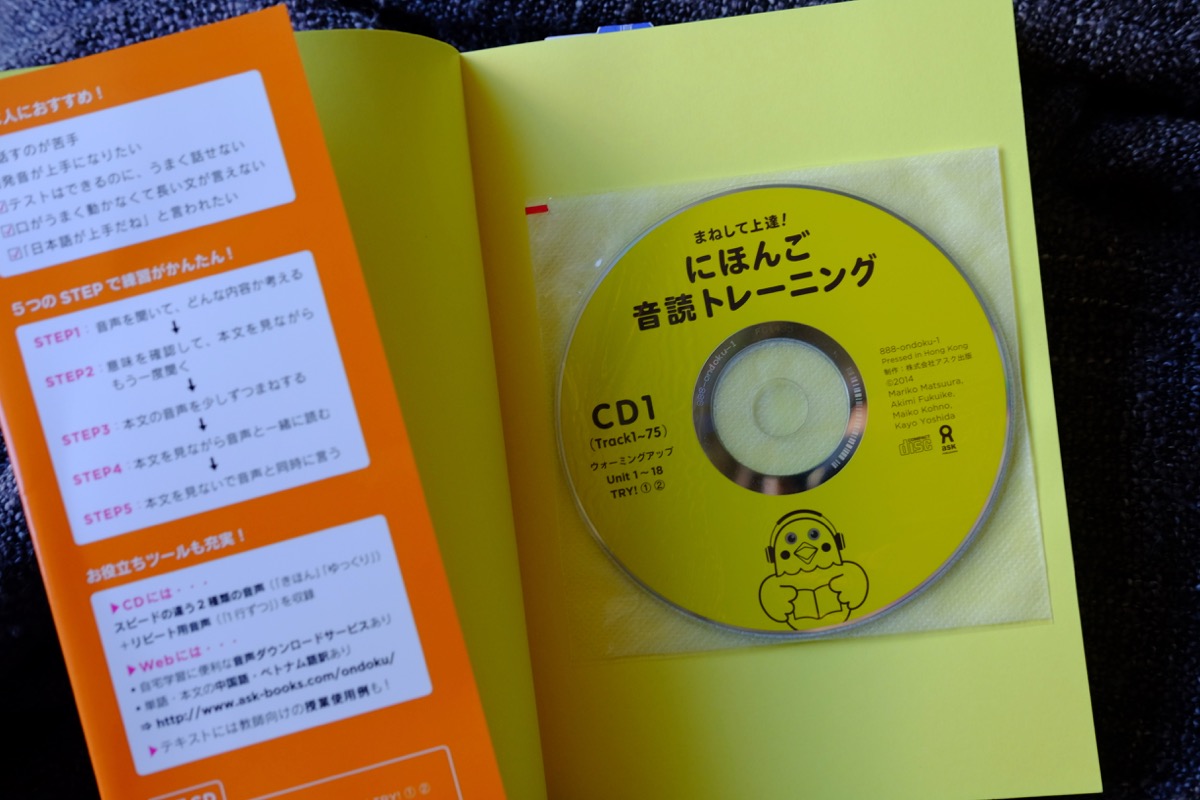 人におすすめ！
話すのが苦手
発音が上手になりたい
テストはできるのに、うまく話せない
口がうまく動かなくて長い文が言えない
「日本語が上手だね」と言われたい
5つのSTEPで練習がかんたん！
STEP1：音声を聞いて、どんな内容か考える
STEP2：意味を確認して、本文を見ながら
もう一度聞く
STEP3：本文の音声を少しずつまねする
STEP4：本文を見ながら音声と一緒に読む
STEP5：本文を見ないで音声と同時に言う
お役立ちツールも充実！
▶CDには・・・
スピードの違う2種類の音声（「きほん」「ゆっくり」）
＋リピート用音声（「1行ずつ」）を収録
▶Webには・・・
・自宅学習に便利な音声ダウンロードサービスあり
・単語・本文の中国語・ベトナム語訳あり
⇒ http://www.ask-books.com/ondoku/
▶テキストには教師向けの授業使用例も！
CD
TRY! ① ②
まねして上達！
にほんご
音読トレーニング
CD1
（Track1~75）
ウォーミングアップ
Unit 1～18
TRY! ① ②
888-ondoku-1
888-ondoku-1
Pressed in Hong Kong
制作：株式会社アスク出版
©2014
Mariko Matsuura,
Akimi Fukuike,
Maiko Kohno,
Kayo Yoshida
COMPACT disc
ask